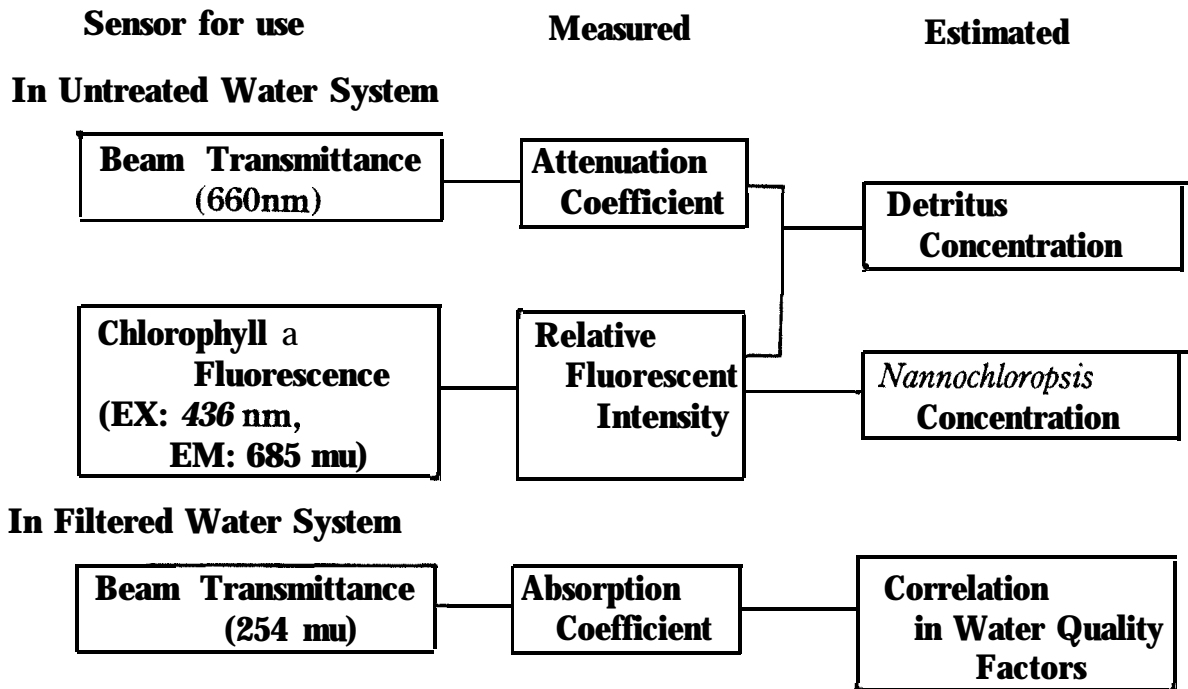 Sensor for use
Measured
Estimated
In Untreated Water System
Beam Transmittance
(660nm)
Attenuation
Coefficient
Detritus
Concentration
Chlorophyll a
Fluorescence
(EX: 436 nm,
EM: 685 mu)
Relative
Fluorescent
Intensity
Nannochloropsis
Concentration
In Filtered Water System
Beam Transmittance
(254 mu)
Absorption
Coefficient
Correlation
in Water Quality
Factors